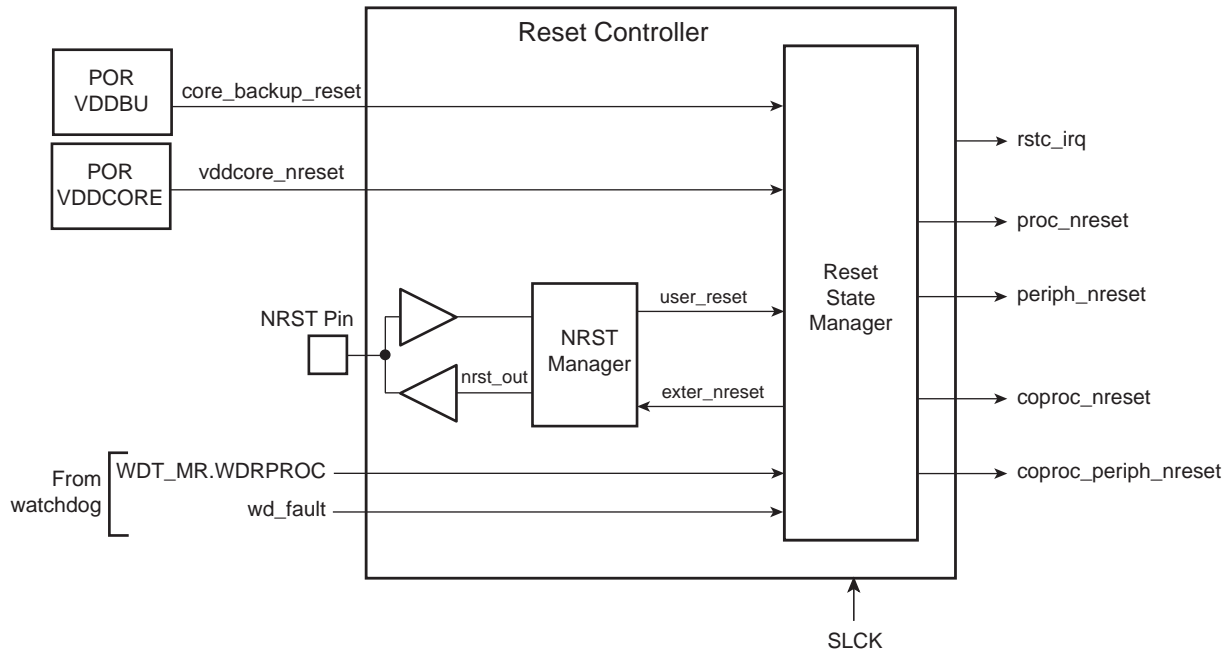 Reset Controller
POR
VDDBU
core_backup_reset
rstc_irq
POR
VDDCORE
vddcore_nreset
proc_nreset
Reset
State
Manager
periph_nreset
NRST Pin
user_reset
NRST
Manager
nrst_out
exter_nreset
coproc_nreset
From
watchdog
WDT_MR.WDRPROC
coproc_periph_nreset
wd_fault
SLCK